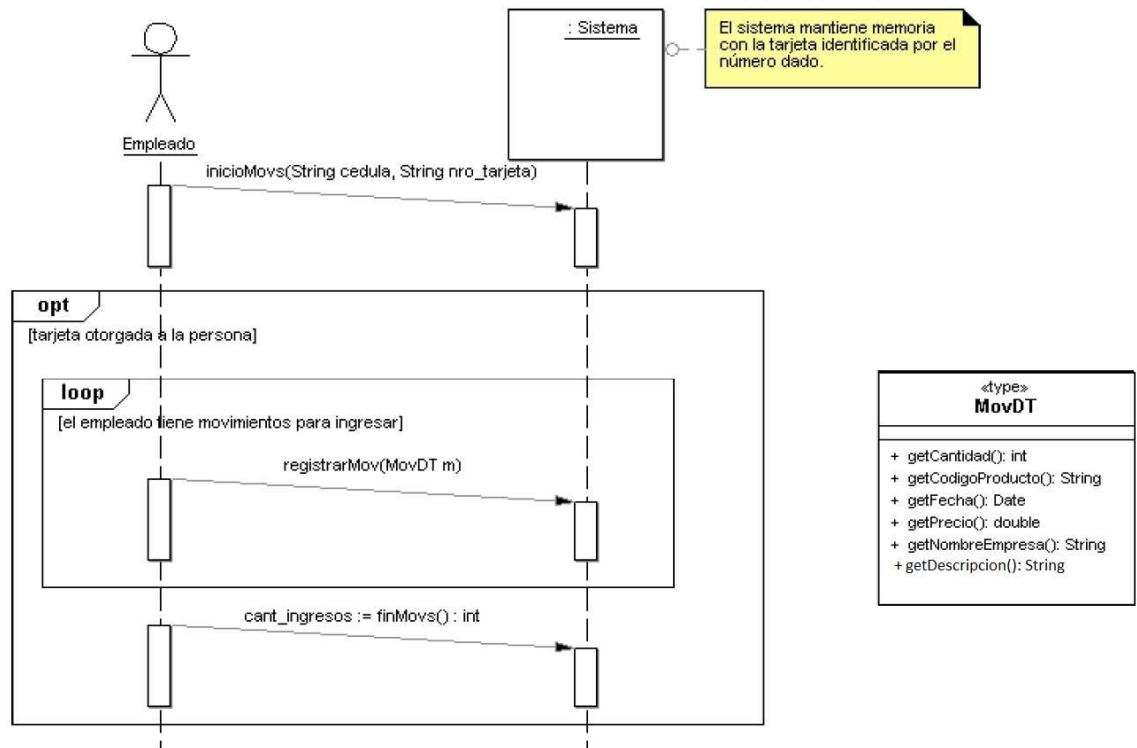 : Sistema
El sistema mantiene memoria
con la tarjeta identificada por el
número dado.
Empleado
inicioMovs(String cedula, String nro_tarjeta)
opt
[tarjeta otorgada a la persona]
loop
[el empleado tiene movimientos para ingresar]
registrarMov(MovDT m)
cant_ingresos := finMovs() : int
«type»
MovDT
+ getCantidad(): int
+ getCodigoProducto(): String
+ getFecha(): Date
+ getPrecio(): double
+ getNombreEmpresa(): String
+ getDescripcion(): String